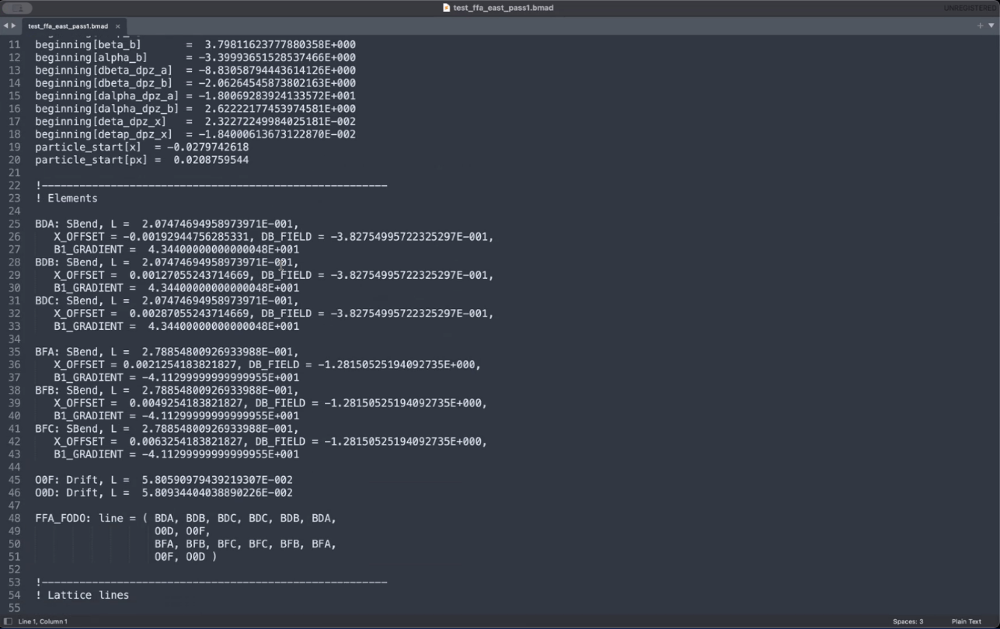 test_ffa_east_pass1.bmad
UNREGISTERED
test_ffa_east_pass1.bmad
11 beginning[beta_b]       =  3.79811623777880358E+000
12 beginning[alpha_b]      = -3.39993651528537466E+000
13 beginning[dbeta_dpz_a]  = -8.83058794443614126E+000
14 beginning[dbeta_dpz_b]  = -2.06264545873802163E+000
15 beginning[dalpha_dpz_a] = -1.80069283924133572E+001
16 beginning[dalpha_dpz_b] =  2.62222177453974581E+000
17 beginning[deta_dpz_x]   =  2.32272249984025181E-002
18 beginning[detap_dpz_x]  = -1.84000613673122870E-002
19 particle_start[x]  = -0.0279742618
20 particle_start[px] =  0.0208759544
21
22 !--------------------------------------------------------
23 ! Elements
24
25 BDA: SBend, L =  2.07474694958973971E-001,
26    X_OFFSET = -0.00192944756285331, DB_FIELD = -3.82754995722325297E-001,
27    B1_GRADIENT =  4.34400000000000048E+001
28 BDB: SBend, L =  2.07474694958973971E-001,
29    X_OFFSET =  0.00127055243714669, DB_FIELD = -3.82754995722325297E-001,
30    B1_GRADIENT =  4.34400000000000048E+001
31 BDC: SBend, L =  2.07474694958973971E-001,
32    X_OFFSET =  0.00287055243714669, DB_FIELD = -3.82754995722325297E-001,
33    B1_GRADIENT =  4.34400000000000048E+001
34
35 BFA: SBend, L =  2.78854800926933988E-001,
36    X_OFFSET = 0.0021254183821827, DB_FIELD = -1.28150525194092735E+000,
37    B1_GRADIENT = -4.11299999999999955E+001
38 BFB: SBend, L =  2.78854800926933988E-001,
39    X_OFFSET =  0.0049254183821827, DB_FIELD = -1.28150525194092735E+000,
40    B1_GRADIENT = -4.11299999999999955E+001
41 BFC: SBend, L =  2.78854800926933988E-001,
42    X_OFFSET =  0.0063254183821827, DB_FIELD = -1.28150525194092735E+000,
43    B1_GRADIENT = -4.11299999999999955E+001
44
45 O0F: Drift, L =  5.80590979439219307E-002
46 O0D: Drift, L =  5.80934404038890226E-002
47
48 FFA_FODO: line = ( BDA, BDB, BDC, BDC, BDB, BDA,
49                    O0D, O0F,
50                    BFA, BFB, BFC, BFC, BFB, BFA,
51                    O0F, O0D )
52
53 !--------------------------------------------------------
54 ! Lattice lines
55
Line 1, Column 1
Spaces: 3
Plain Text